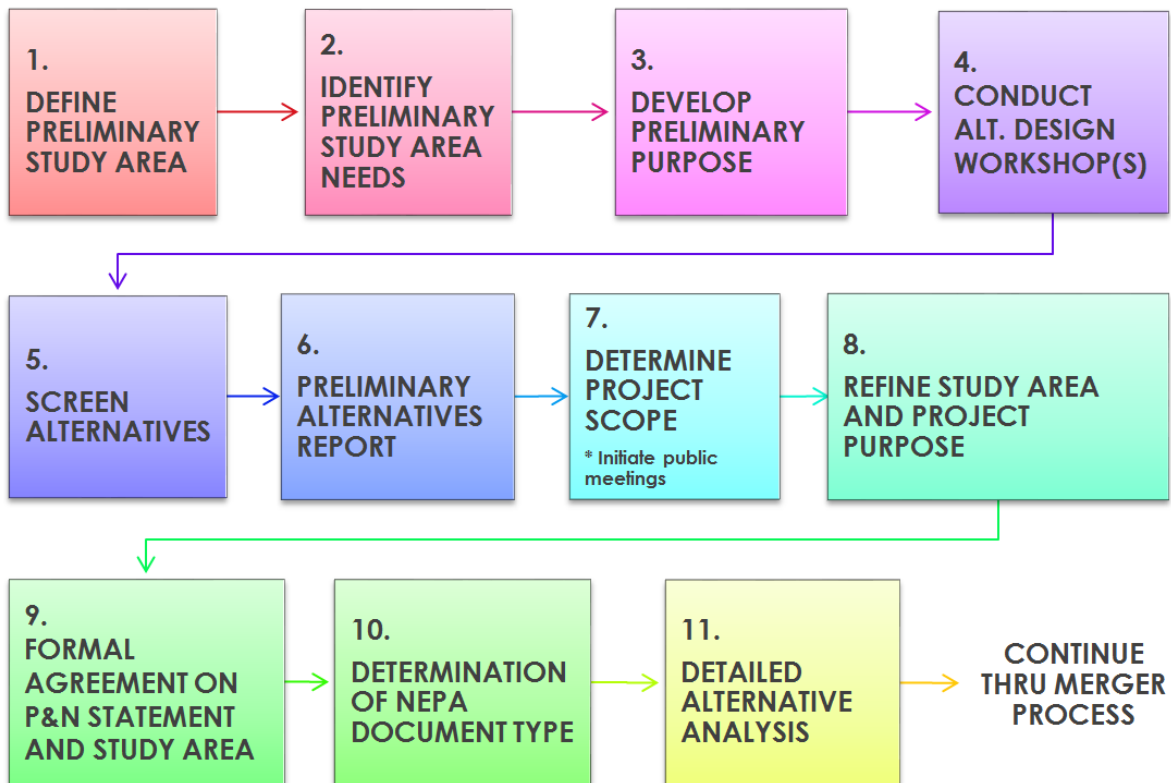 1.
DEFINE
PRELIMINARY
STUDY AREA
2.
IDENTIFY
PRELIMINARY
STUDY AREA
NEEDS
3.
DEVELOP
PRELIMINARY
PURPOSE
4.
CONDUCT
ALT. DESIGN
WORKSHOP(S)
5.
SCREEN
ALTERNATIVES
6.
PRELIMINARY
ALTERNATIVES
REPORT
7.
DETERMINE
PROJECT
SCOPE
* Initiate public
meetings
8.
REFINE STUDY AREA
AND PROJECT
PURPOSE
9.
FORMAL
AGREEMENT ON
P&N STATEMENT
AND STUDY AREA
10.
DETERMINATION
OF NEPA
DOCUMENT TYPE
11.
DETAILED
ALTERNATIVE
ANALYSIS
CONTINUE
THRU MERGER
PROCESS